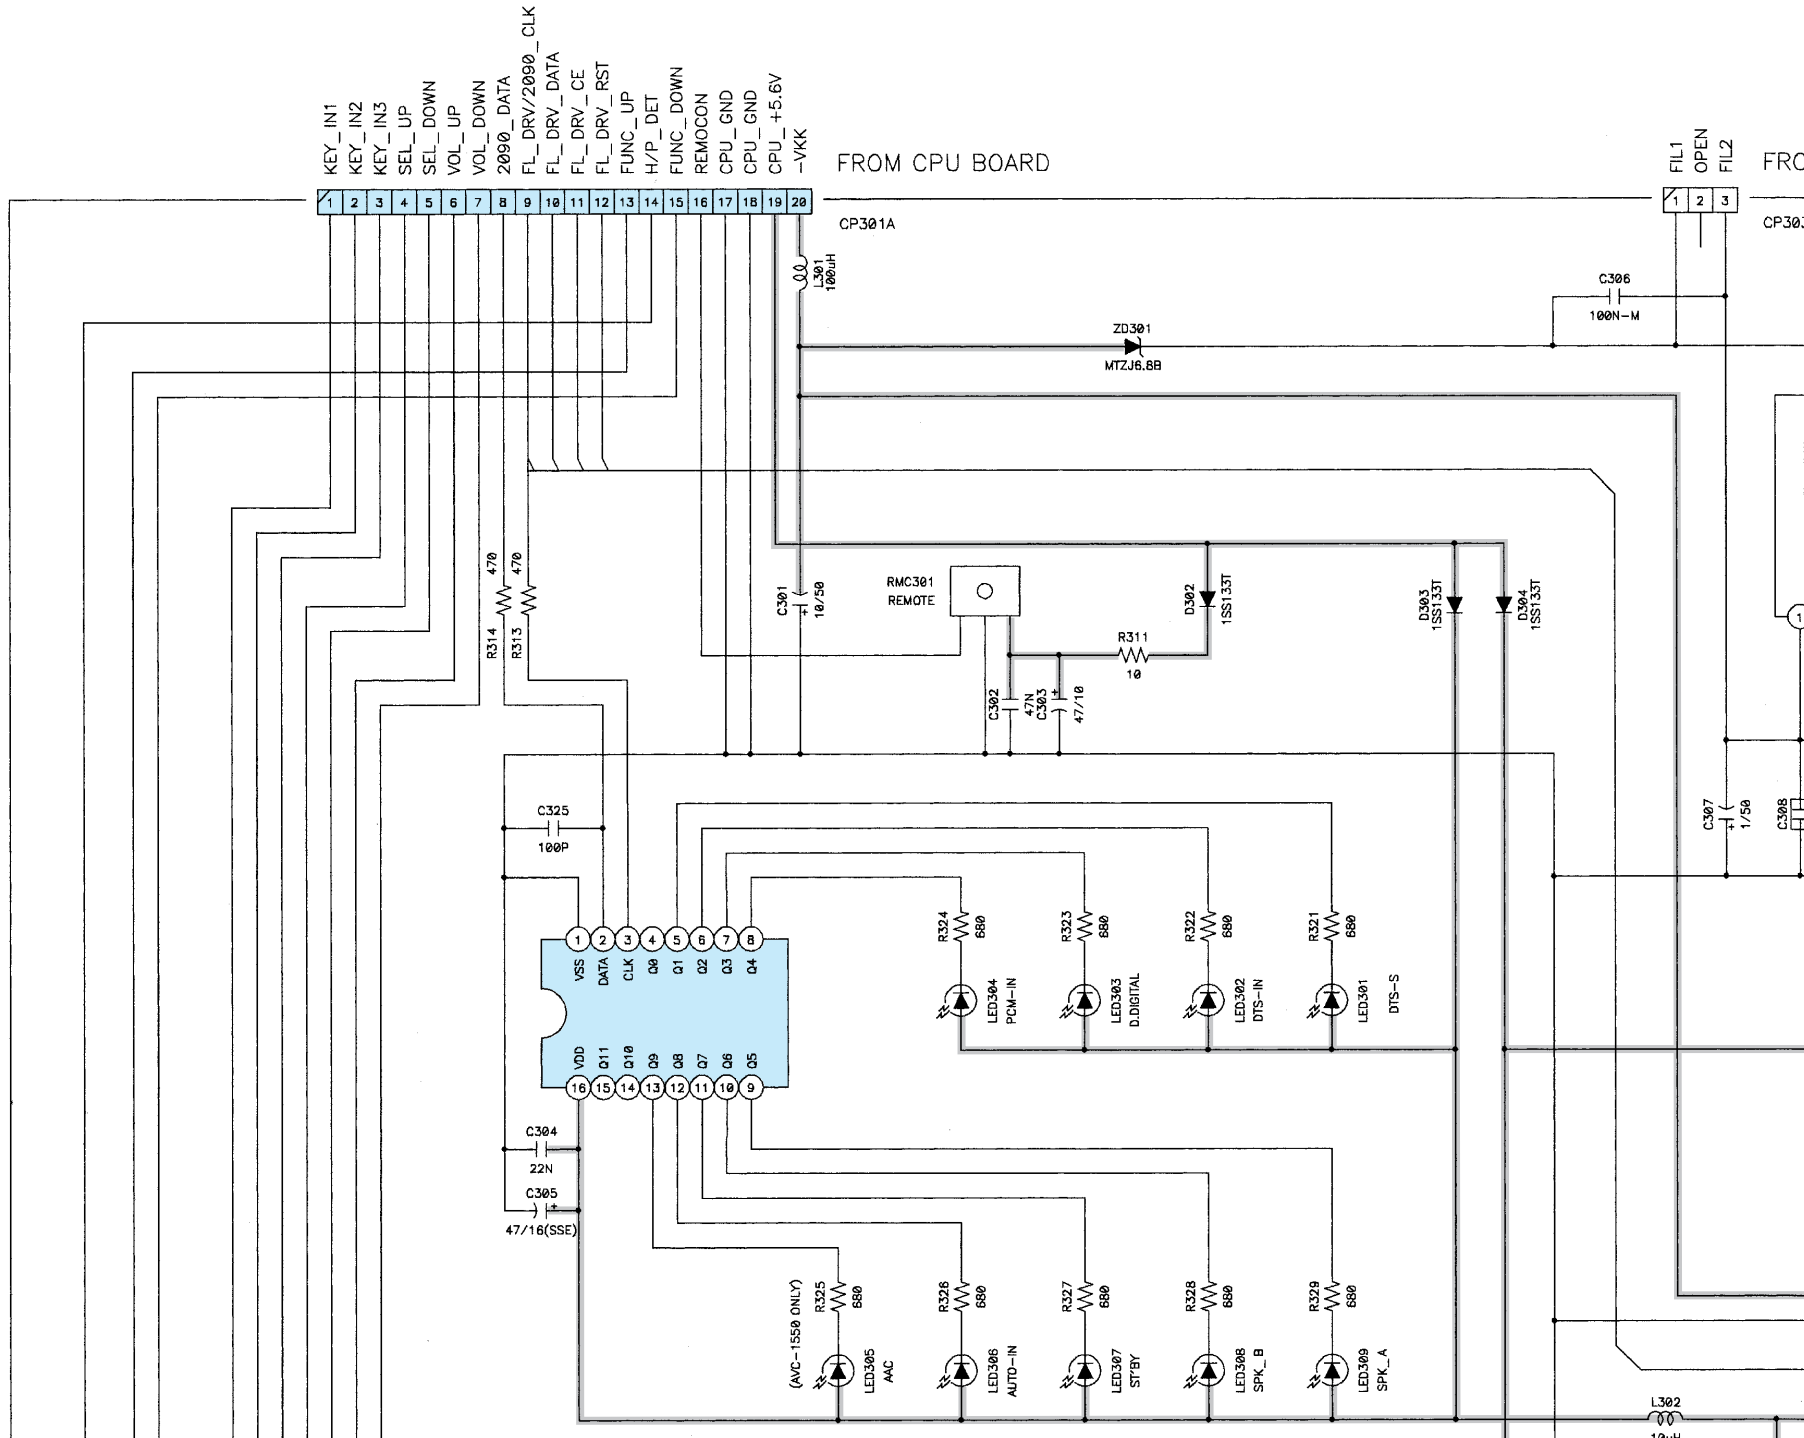 KEY_IN1
KEY_IN2
KEY_IN3
SEL_UP
SEL_DOWN
VOL_UP
VOL_DOWN
2090_DATA
FL_DRV/2090_CLK
FL_DRV_DATA
FL_DRV_CE
FL_DRV_RST
FUNC_UP
H/P_DET
FUNC_DOWN
REMOCON
CPU_GND
CPU_GND
CPU_+5.6V
-VKK
FROM CPU BOARD
FIL1
OPEN
FIL2
FRO
1 2 3 4 5 6 7 8 9 10 11 12 13 14 15 16 17 18 19 20
1 2 3
CP301A
CP303
L301
100uH
C306
100N-M
ZD301
MTZJ6.8B
470
470
R314
R313
C301
+
10/50
RMC301
REMOTE
D302
1SS133T
D303
1SS133T
D304
1SS133T
1
R311
10
C302
47N
C303
+
47/10
C325
100P
C307
+
1/50
C308
R324
680
R323
680
R322
680
R321
680
1 2 3 4 5 6 7 8
VSS
DATA
CLK
Q0
Q1
Q2
Q3
Q4
LED304
PCM-IN
LED303
D.DIGITAL
LED302
DTS-IN
LED301
DTS-S
VDD
Q11
Q10
Q9
Q8
Q7
Q6
Q5
16 15 14 13 12 11 10 9
C304
22N
C305
+
47/16(SSE)
(AVC-1550 ONLY)
R325
680
R326
680
R327
680
R328
680
R329
680
LED305
AAC
LED306
AUTO-IN
LED307
ST'BY
LED308
SPK_B
LED309
SPK_A
L302
10uH